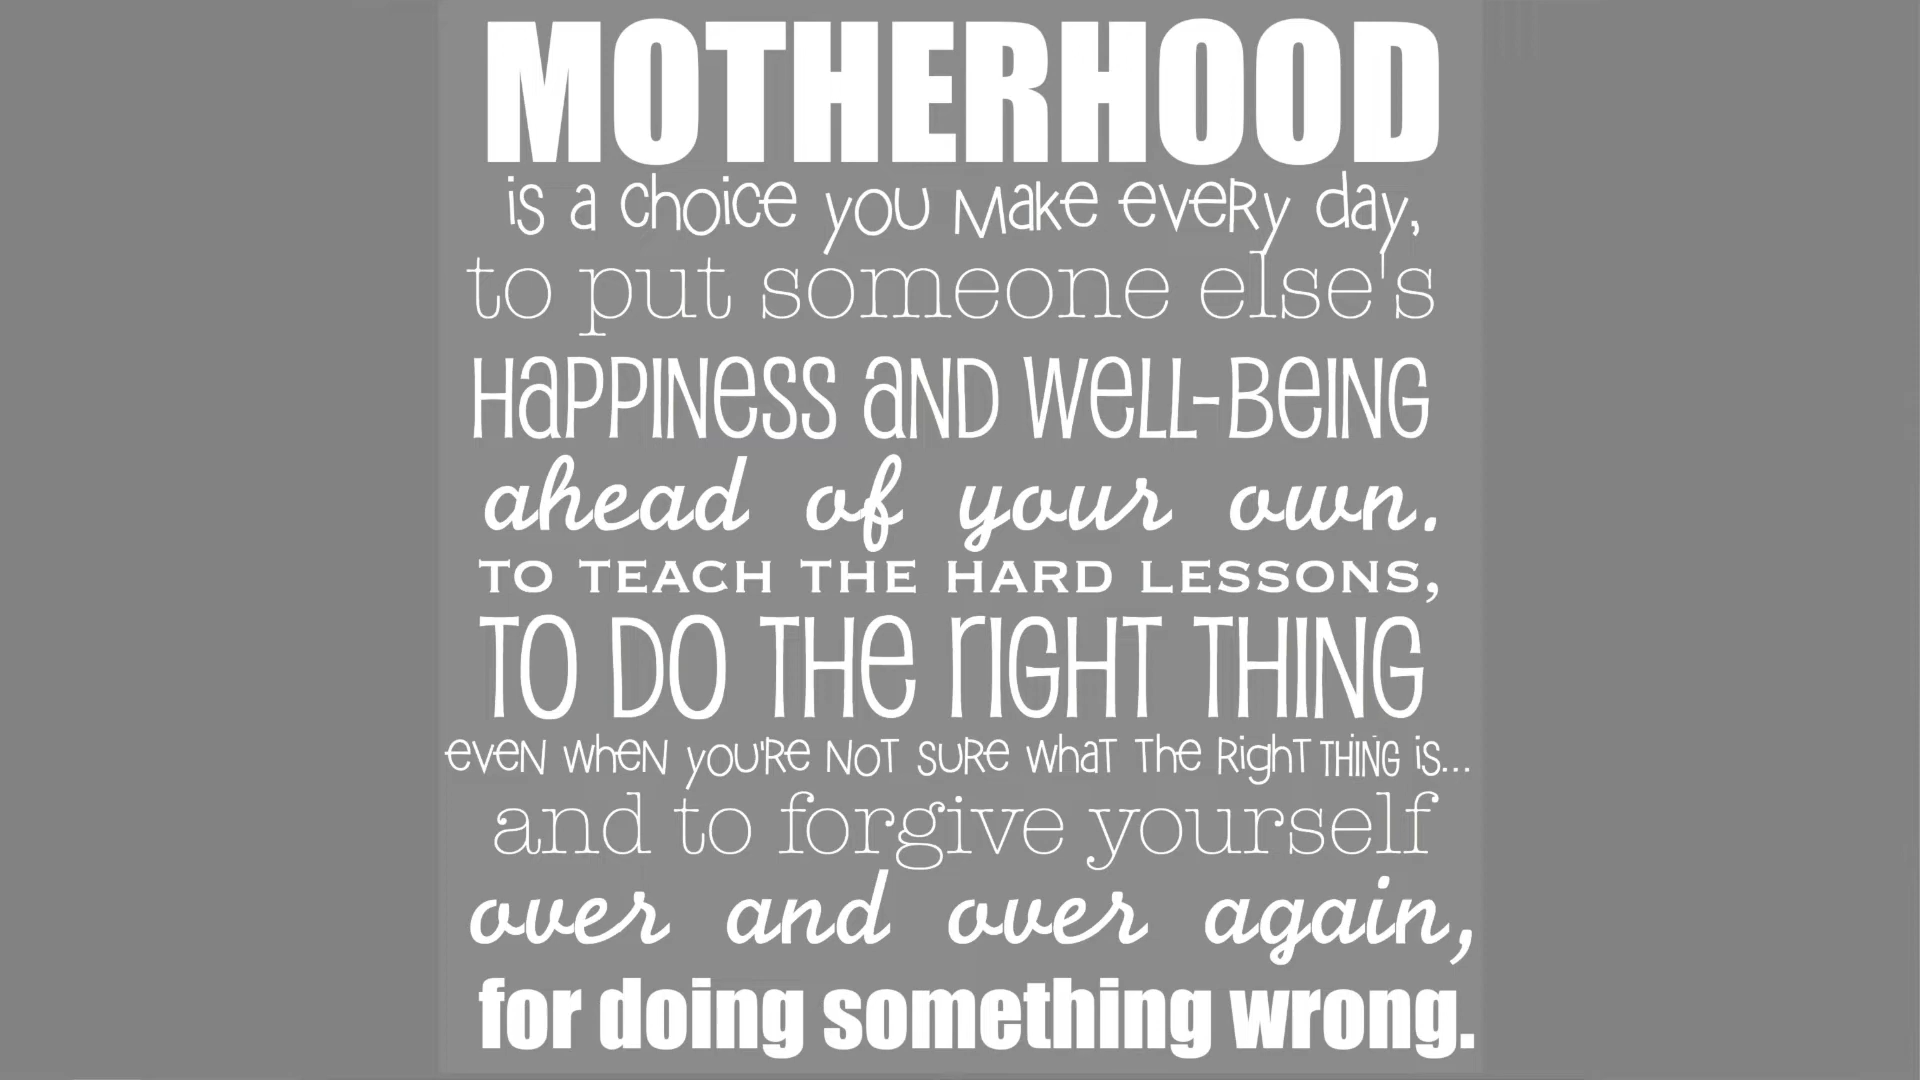 MOTHERHOOD
is a choice you Make eveRy day,
to put someone else's
HaPPINeSS aND WeLL-BeING
ahead of your own.
TO TEACH THE HARD LESSONS,
TO DO THe rIGHT THING
eveN wheN you'Re NOT SURe whaT The RighT THING is...
and to forgive yourself
over and over again,
for doing something wrong.